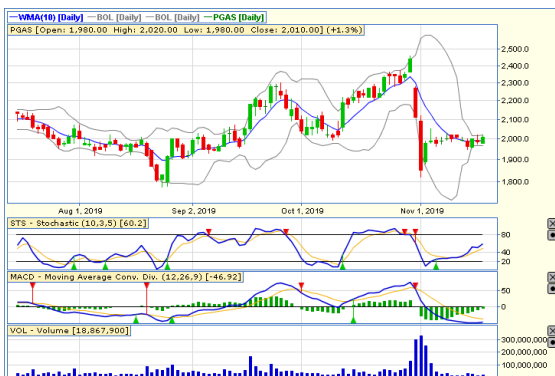 WMA(10) [Daily] BOL [Daily] BOL [Daily] PGAS [Daily]
PGAS [Open: 1,980.00 High: 2,020.00 Low: 1,980.00 Close: 2,010.00] (+1.3%)
2,500.0
2,400.0
2,300.0
2,200.0
2,100.0
2,000.0
1,900.0
1,800.0
Aug 1, 2019 Sep 2, 2019 Oct 1, 2019 Nov 1, 2019
STS - Stochastic (10,3,5) [60.2]
80
20
MACD - Moving Average Conv. Div. (12,26,9) [-46.92]
50
0
VOL - Volume [18,867,900]
300,000,000
200,000,000
100,000,000